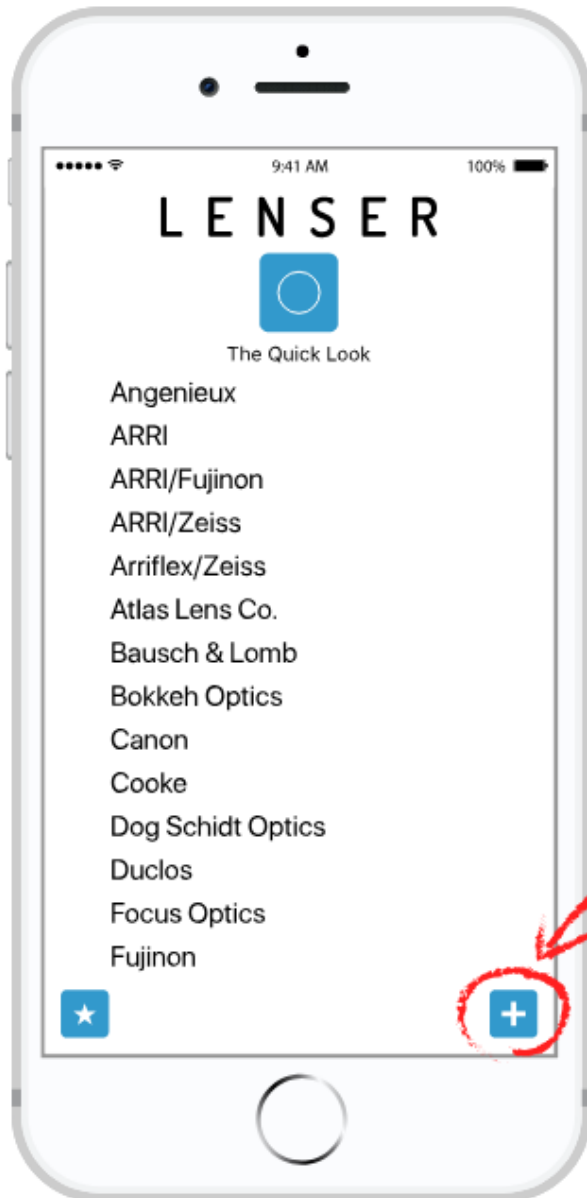 9:41 AM 100%
LENSER
The Quick Look
Angenieux
ARRI
ARRI/Fujinon
ARRI/Zeiss
Arriflex/Zeiss
Atlas Lens Co.
Bausch & Lomb
Bokkeh Optics
Canon
Cooke
Dog Schidt Optics
Duclos
Focus Optics
Fujinon